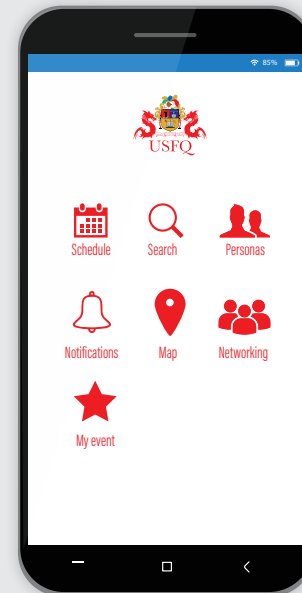 85%
USFQ
Schedule Search Personas
Notifications Map Networking
My event